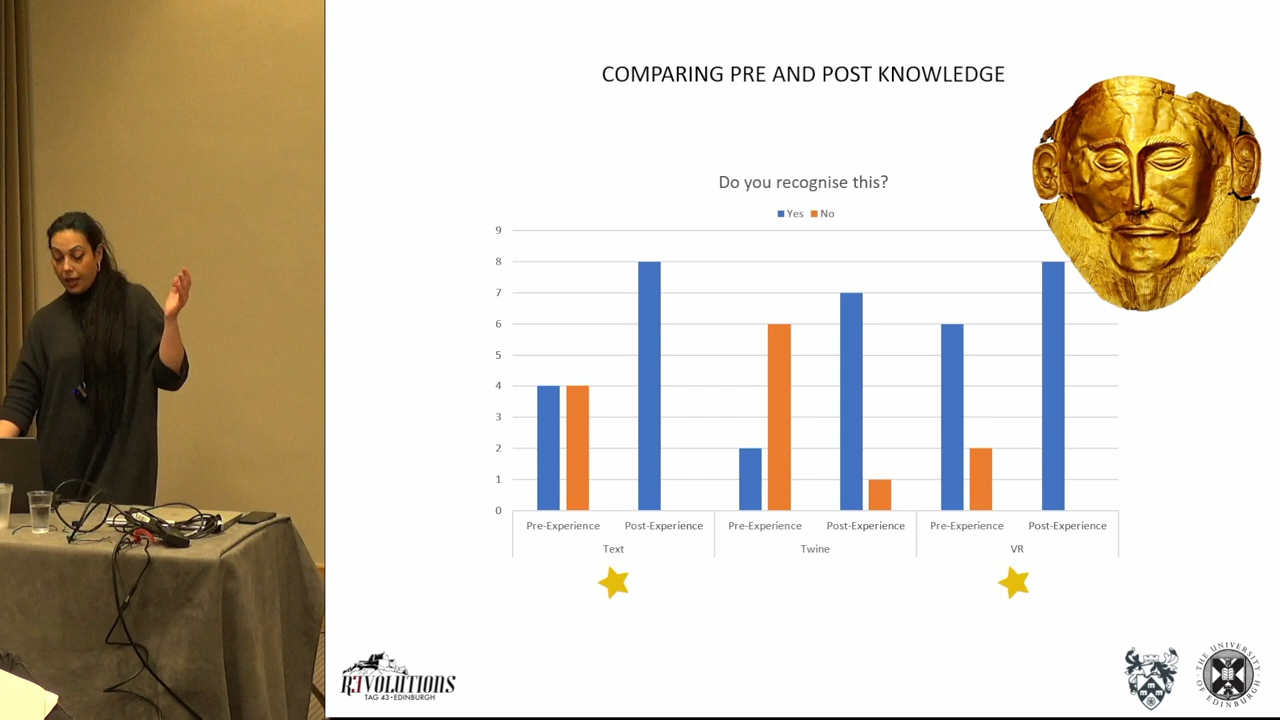 COMPARING PRE AND POST KNOWLEDGE
Do you recognise this?
Yes No
9
8
7
6
5
4
3
2
1
0
Pre-Experience Post-Experience Pre-Experience Post-Experience Pre-Experience Post-Experience
Text Twine VR
REVOLUTIONS
TAG 43 • EDINBURGH
THE UNIVERSITY OF EDINBURGH